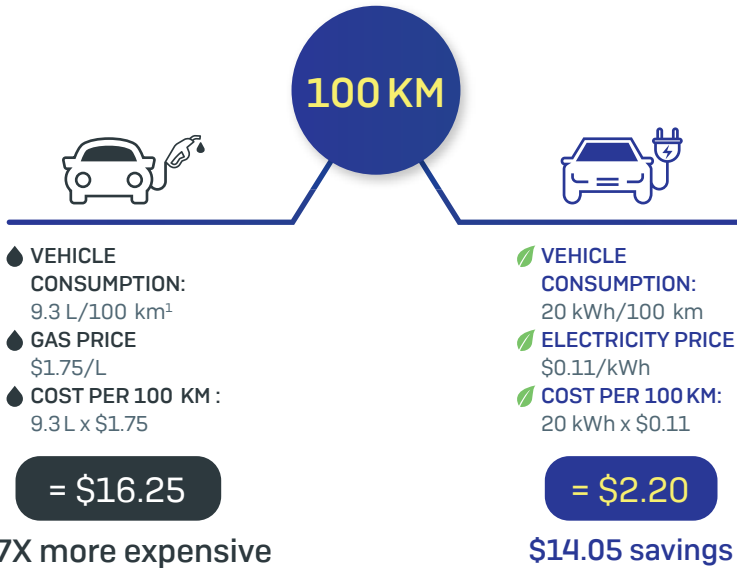 100 KM
VEHICLE
CONSUMPTION:
9.3 L/100 km¹
GAS PRICE
$1.75/L
COST PER 100 KM :
9.3 L x $1.75
= $16.25
7X more expensive
VEHICLE
CONSUMPTION:
20 kWh/100 km
ELECTRICITY PRICE
$0.11/kWh
COST PER 100 KM:
20 kWh x $0.11
= $2.20
$14.05 savings